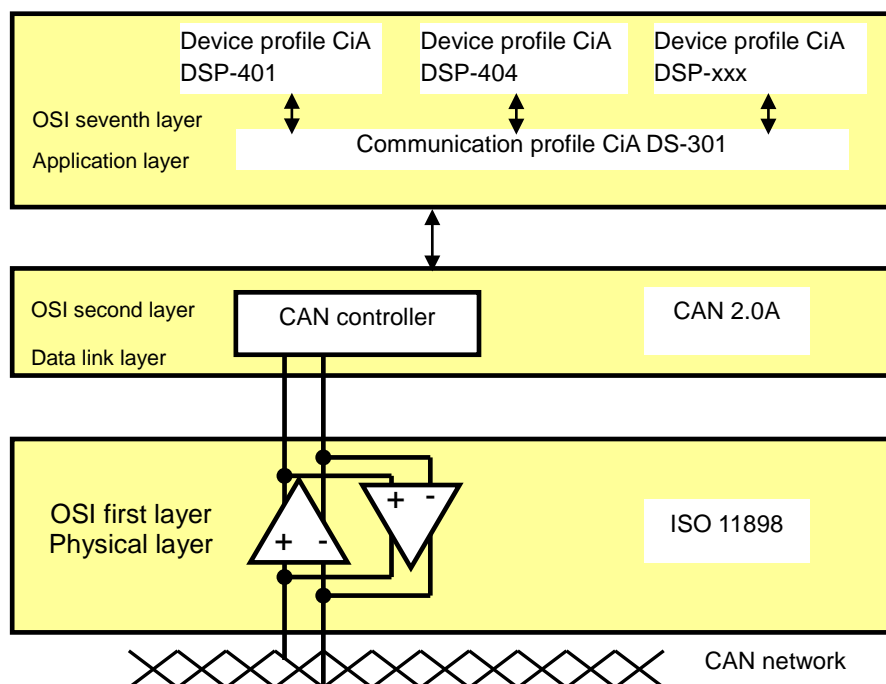 Device profile CiA
DSP-401
Device profile CiA
DSP-404
Device profile CiA
DSP-xxx
OSI seventh layer
Application layer
Communication profile CiA DS-301
OSI second layer
Data link layer
CAN controller
CAN 2.0A
OSI first layer
Physical layer
+ -
+ -
ISO 11898
CAN network